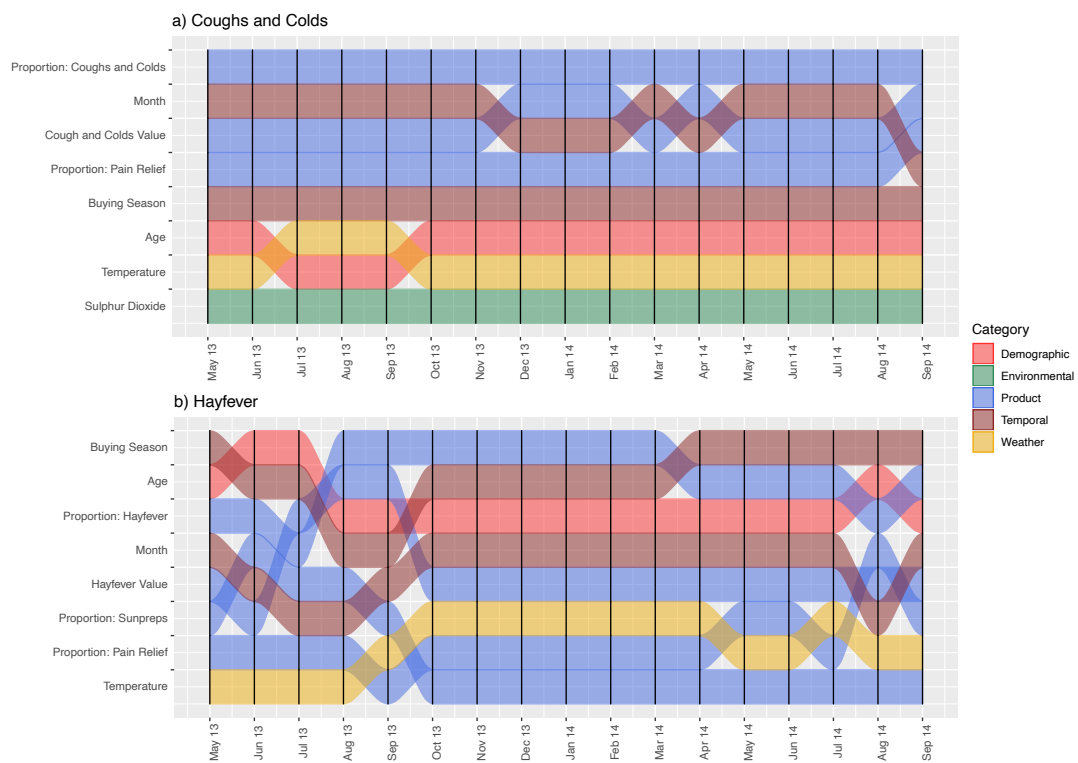 a) Coughs and Colds
Proportion: Coughs and Colds
Month
Cough and Colds Value
Proportion: Pain Relief
Buying Season
Age
Temperature
Sulphur Dioxide
May 13
Jun 13
Jul 13
Aug 13
Sep 13
Oct 13
Nov 13
Dec 13
Jan 14
Feb 14
Mar 14
Apr 14
May 14
Jun 14
Jul 14
Aug 14
Sep 14
Category
Demographic
Environmental
Product
Temporal
Weather
b) Hayfever
Buying Season
Age
Proportion: Hayfever
Month
Hayfever Value
Proportion: Sunpreps
Proportion: Pain Relief
Temperature
May 13
Jun 13
Jul 13
Aug 13
Sep 13
Oct 13
Nov 13
Dec 13
Jan 14
Feb 14
Mar 14
Apr 14
May 14
Jun 14
Jul 14
Aug 14
Sep 14